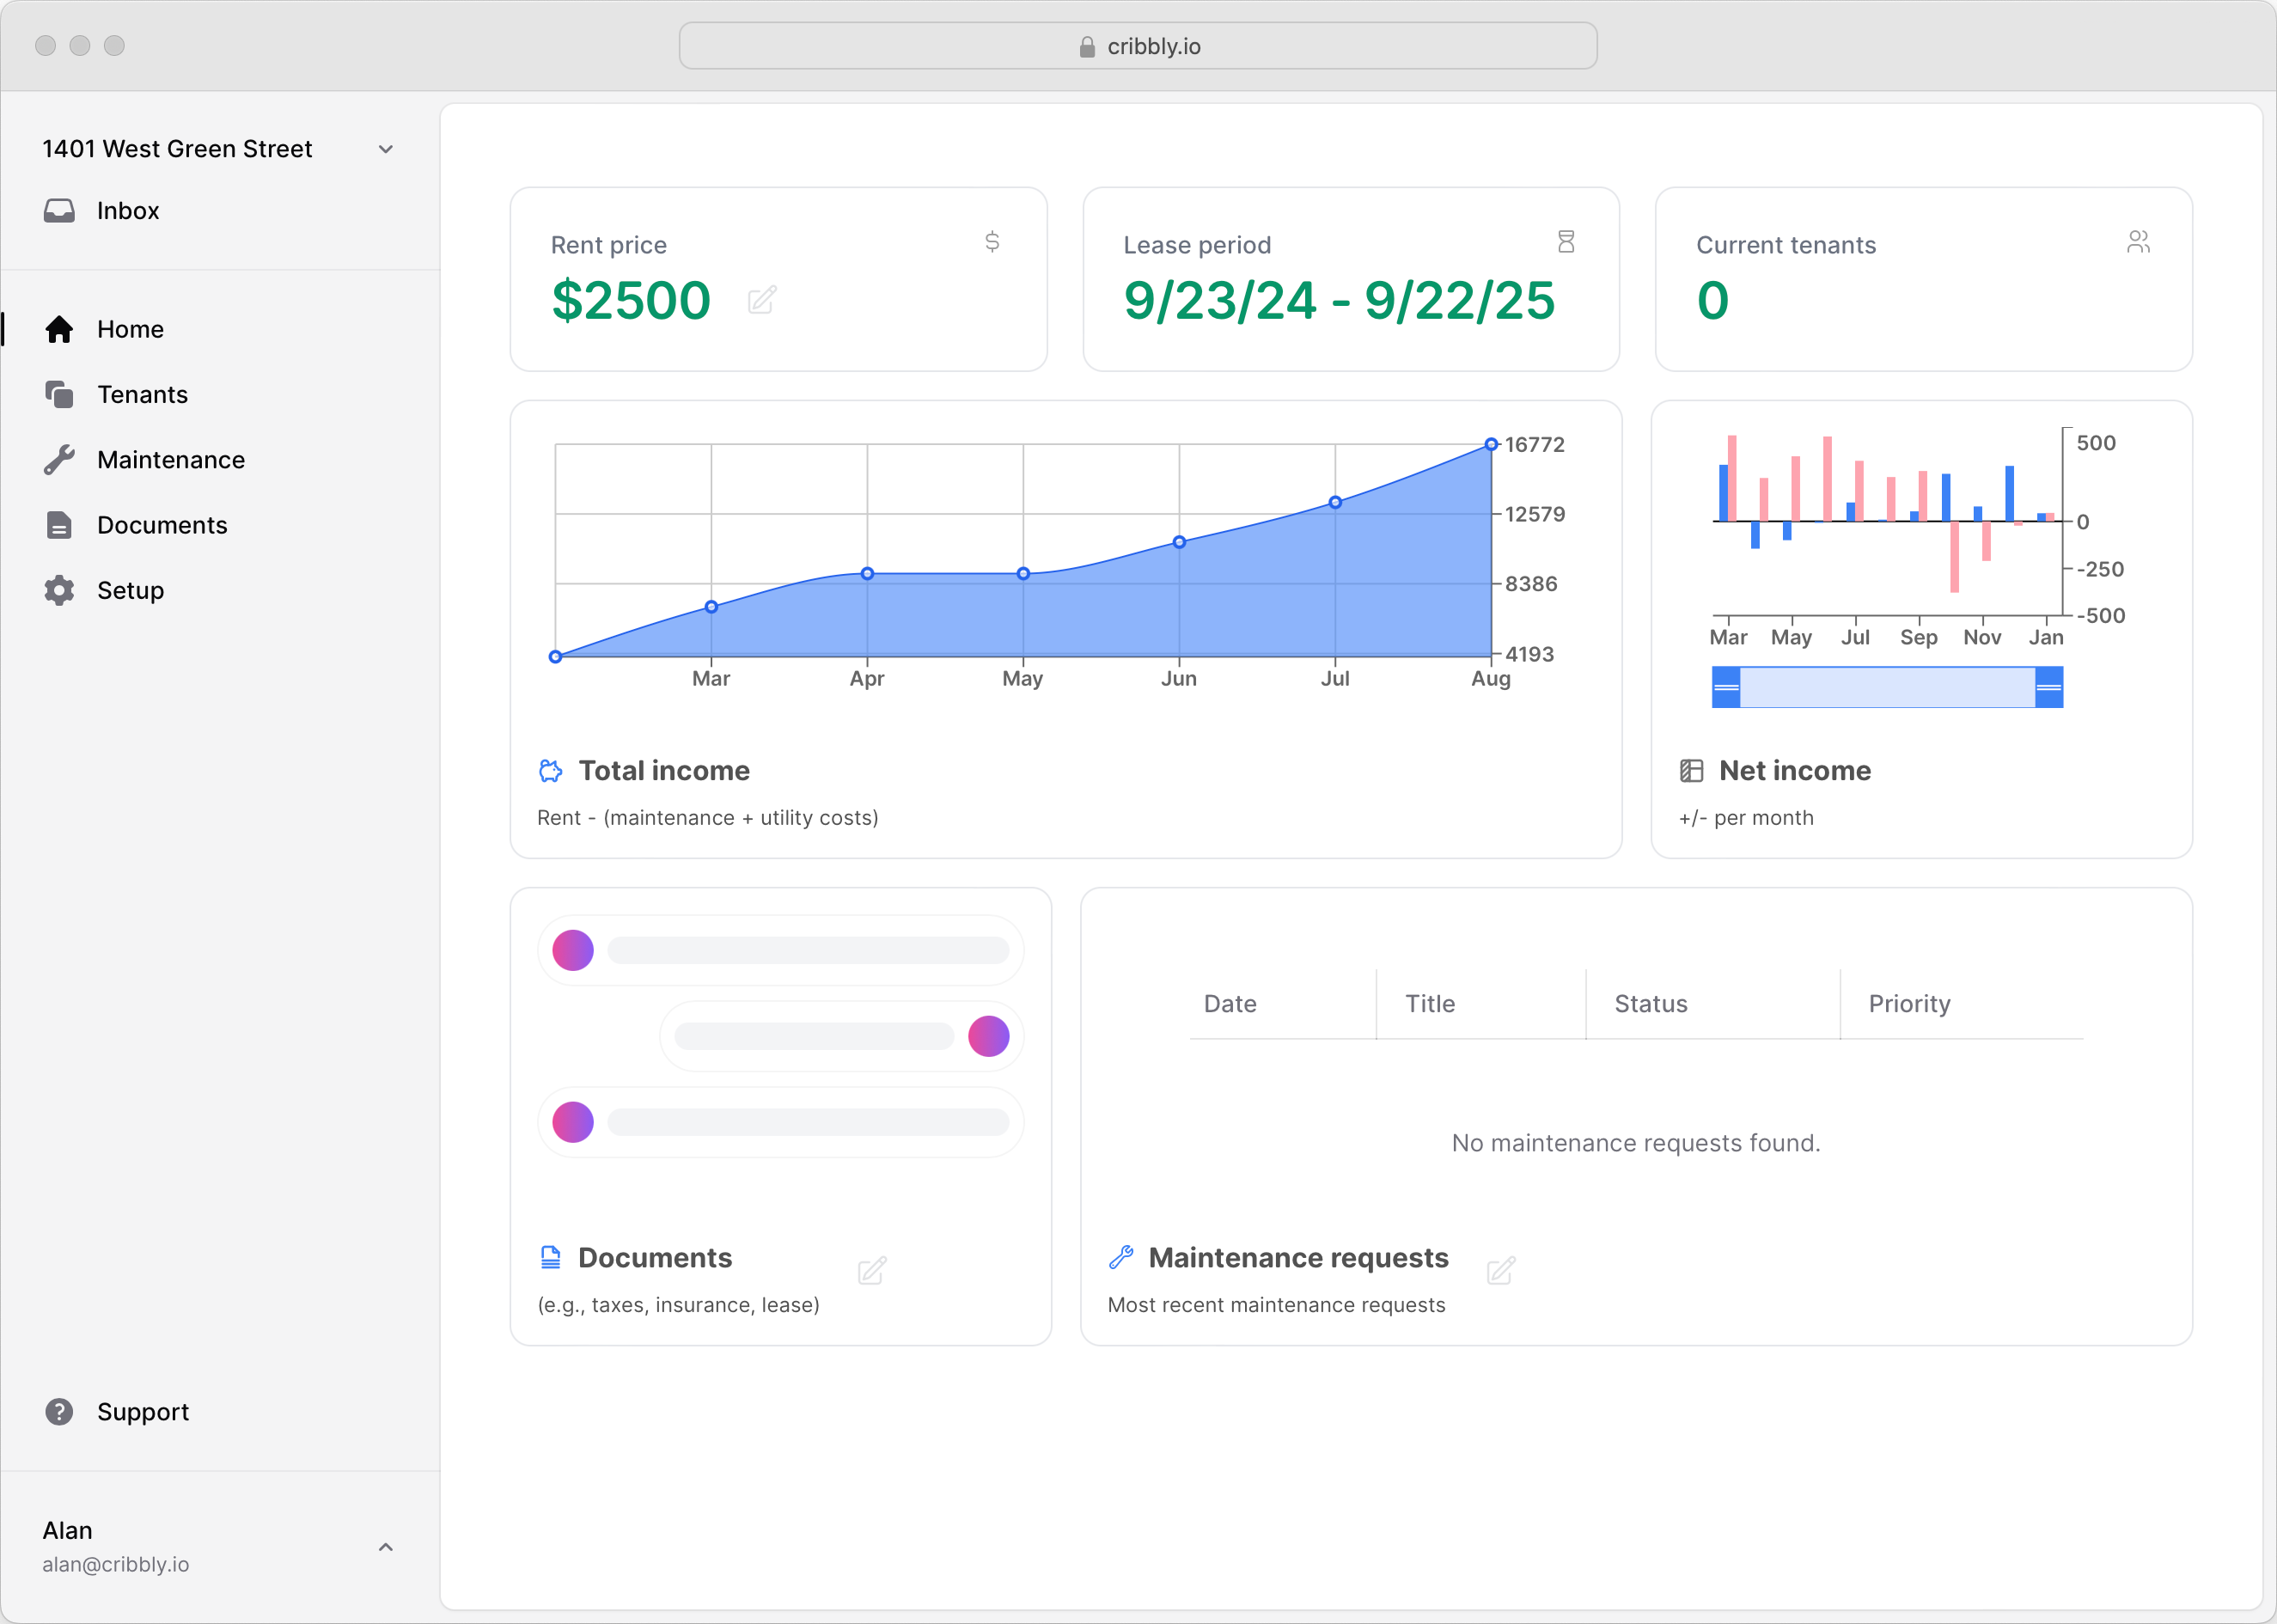 cribbly.io
1401 West Green Street
Inbox
Home
Tenants
Maintenance
Documents
Setup
Support
Alan
alan@cribbly.io
Rent price
$2500
Lease period
9/23/24 - 9/22/25
Current tenants
0
16772
12579
8386
4193
Mar Apr May Jun Jul Aug
Total income
Rent - (maintenance + utility costs)
500
0
-250
-500
Mar May Jul Sep Nov Jan
Net income
+/- per month
Documents
(e.g., taxes, insurance, lease)
Date Title Status Priority
No maintenance requests found.
Maintenance requests
Most recent maintenance requests